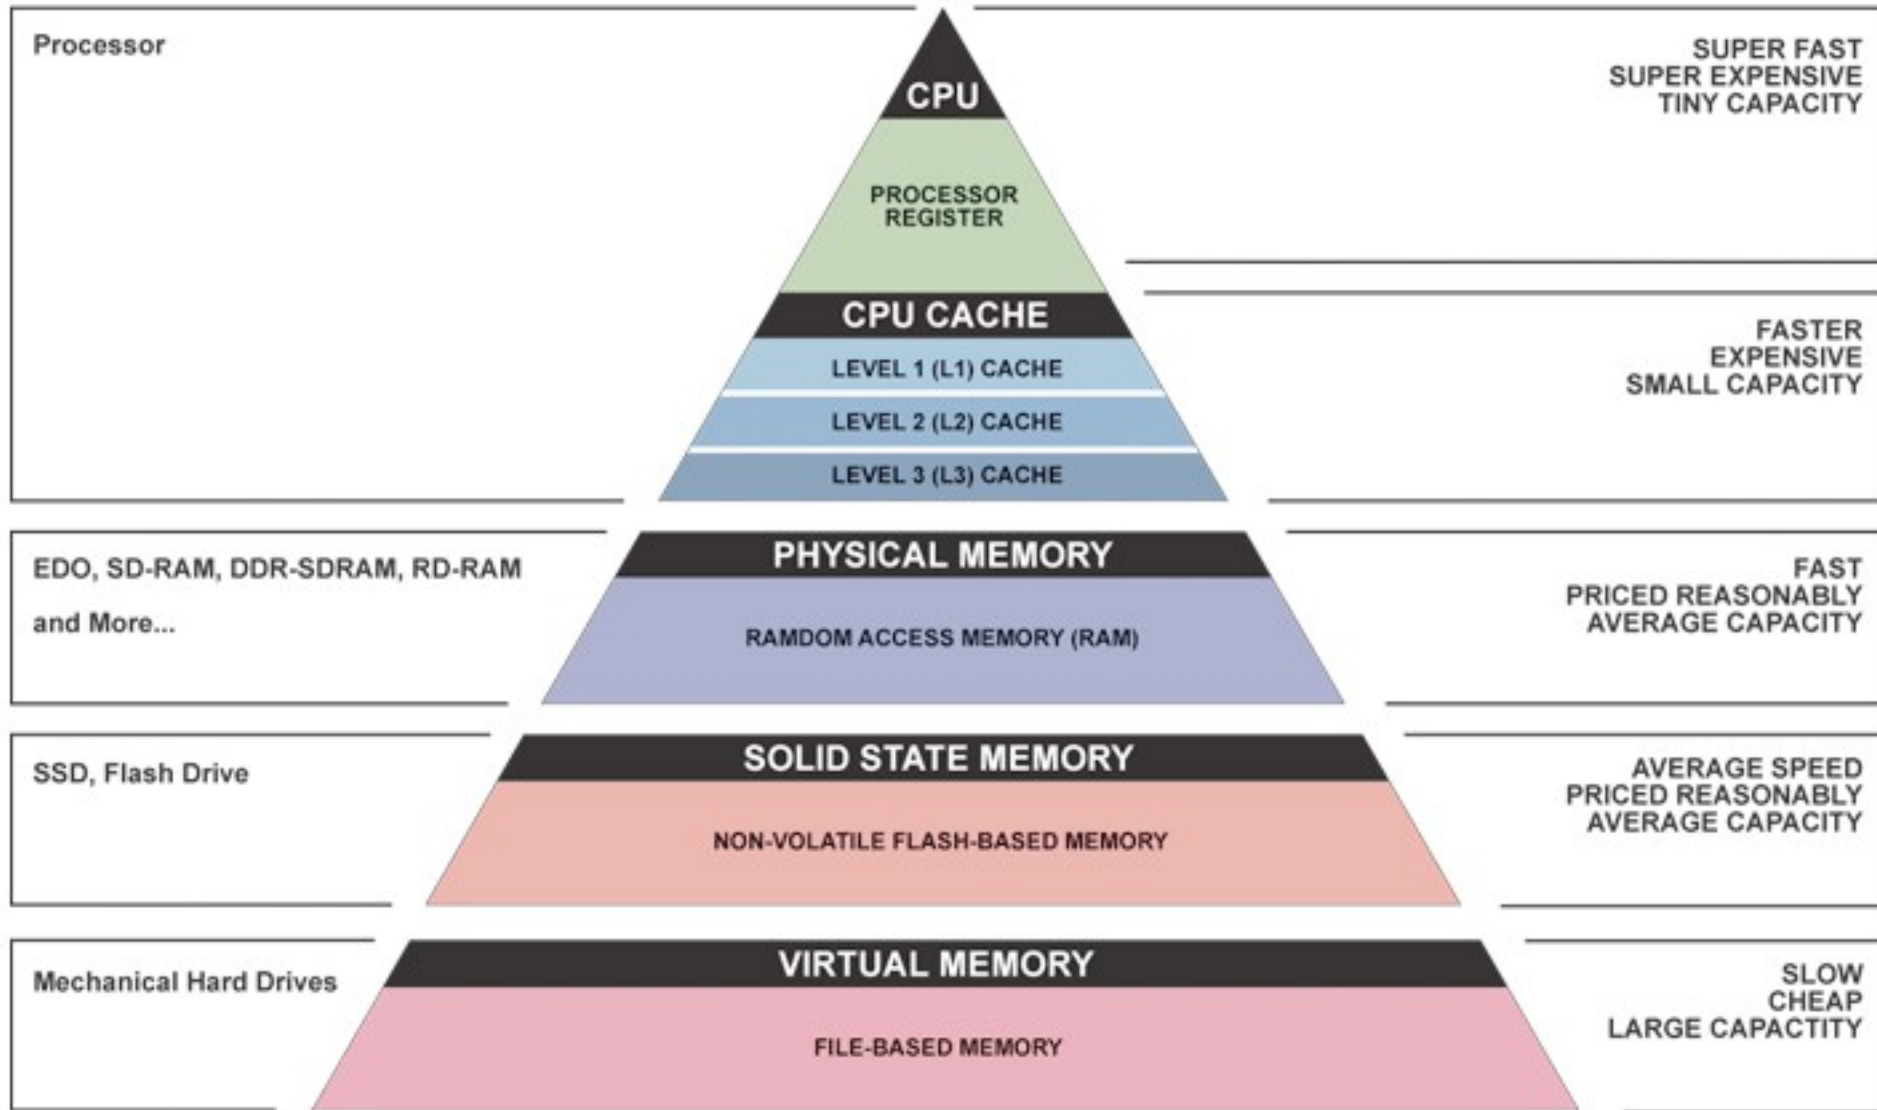 Processor
CPU
SUPER FAST
SUPER EXPENSIVE
TINY CAPACITY
PROCESSOR
REGISTER
CPU CACHE
FASTER
EXPENSIVE
SMALL CAPACITY
LEVEL 1 (L1) CACHE
LEVEL 2 (L2) CACHE
LEVEL 3 (L3) CACHE
EDO, SD-RAM, DDR-SDRAM, RD-RAM
and More...
PHYSICAL MEMORY
RAMDOM ACCESS MEMORY (RAM)
FAST
PRICED REASONABLY
AVERAGE CAPACITY
SSD, Flash Drive
SOLID STATE MEMORY
NON-VOLATILE FLASH-BASED MEMORY
AVERAGE SPEED
PRICED REASONABLY
AVERAGE CAPACITY
Mechanical Hard Drives
VIRTUAL MEMORY
FILE-BASED MEMORY
SLOW
CHEAP
LARGE CAPACTITY